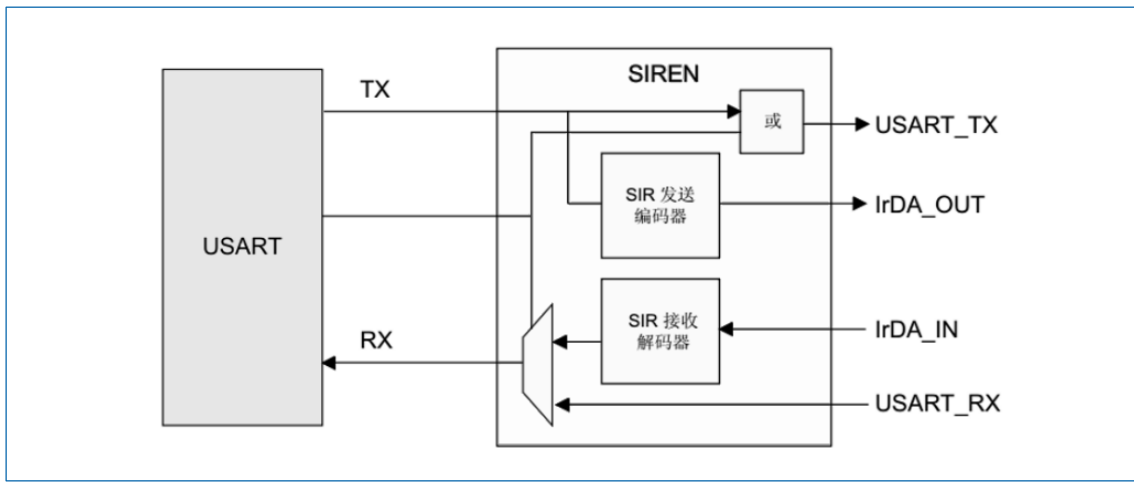 SIREN
TX
或
USART_TX
SIR 发送
编码器
IrDA_OUT
USART
SIR 接收
解码器
IrDA_IN
RX
USART_RX